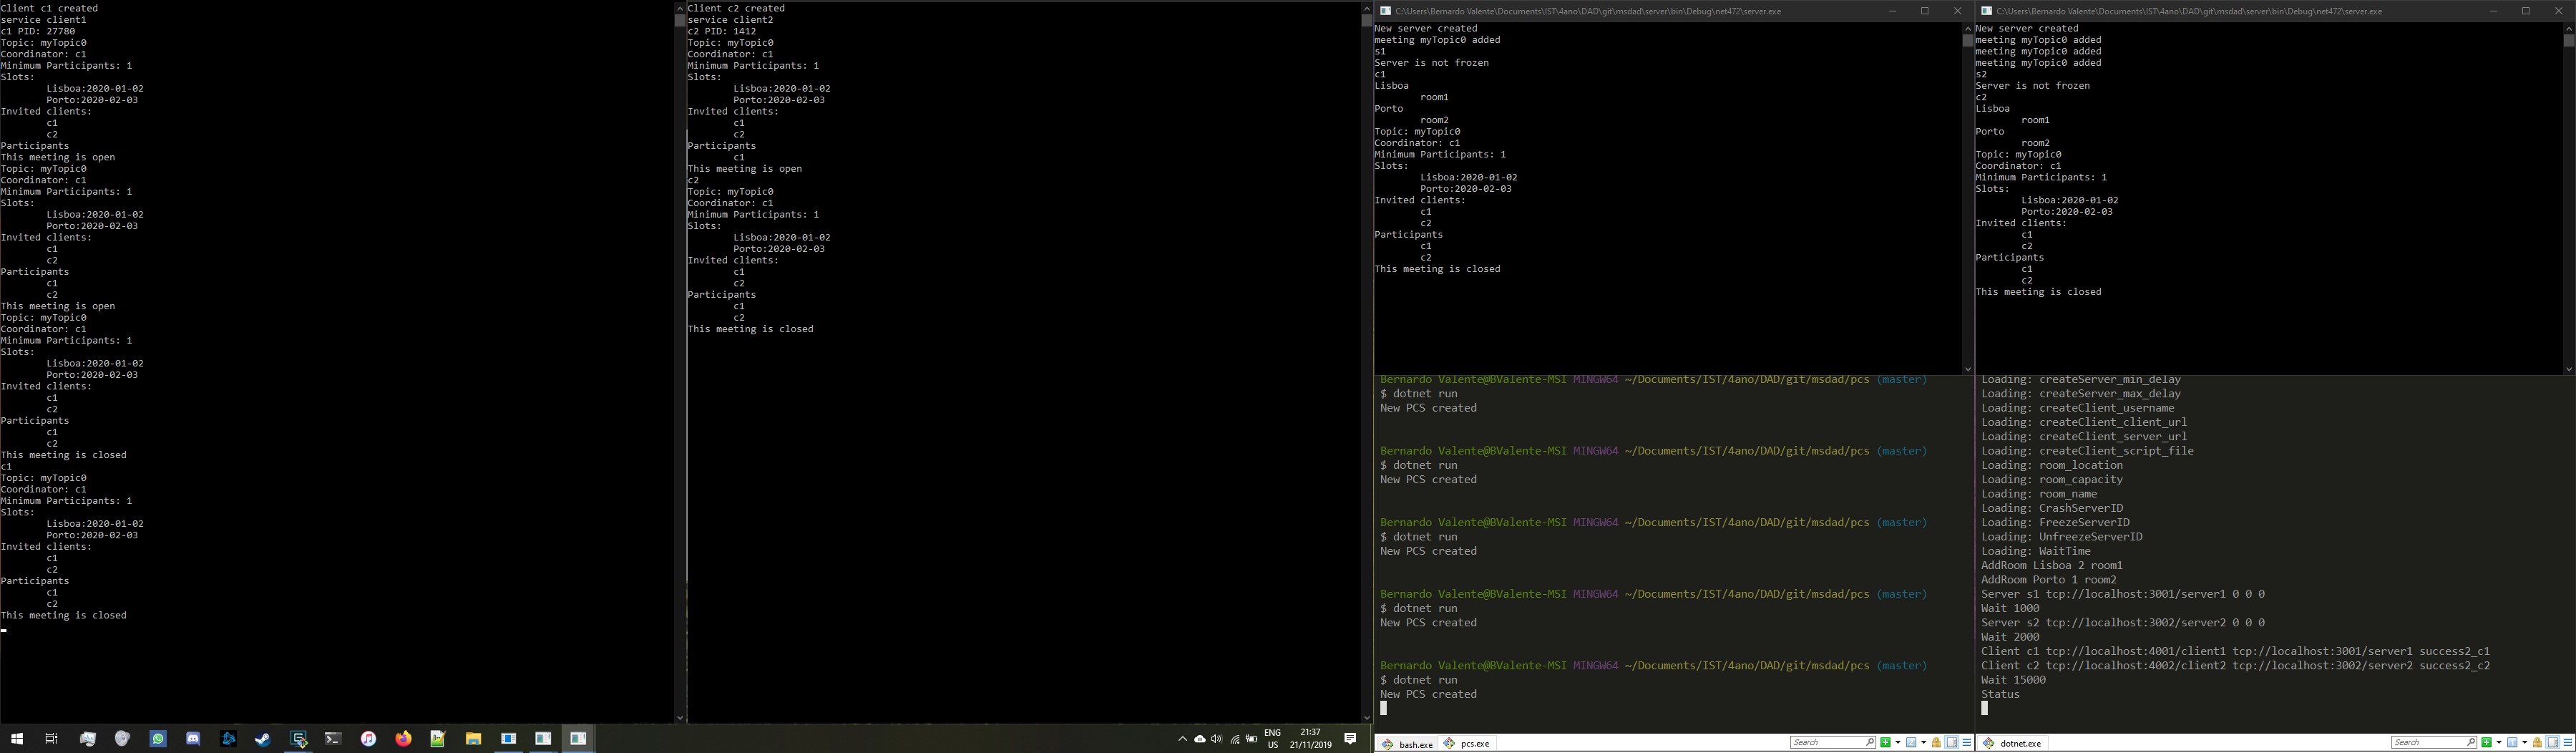 Client c1 created
service client1
c1 PID: 27780
Topic: myTopic0
Coordinator: c1
Minimum Participants: 1
Slots:
Lisboa:2020-01-02
Porto:2020-02-03
Invited clients:
c1
c2
Participants
This meeting is open
Topic: myTopic0
Coordinator: c1
Minimum Participants: 1
Slots:
Lisboa:2020-01-02
Porto:2020-02-03
Invited clients:
c1
c2
Participants
c1
c2
This meeting is open
Topic: myTopic0
Coordinator: c1
Minimum Participants: 1
Slots:
Lisboa:2020-01-02
Porto:2020-02-03
Invited clients:
c1
c2
Participants
c1
c2
This meeting is closed
c1
Topic: myTopic0
Coordinator: c1
Minimum Participants: 1
Slots:
Lisboa:2020-01-02
Porto:2020-02-03
Invited clients:
c1
c2
Participants
c1
c2
This meeting is closed
Client c2 created
service client2
c2 PID: 1412
Topic: myTopic0
Coordinator: c1
Minimum Participants: 1
Slots:
Lisboa:2020-01-02
Porto:2020-02-03
Invited clients:
c1
c2
Participants
c1
This meeting is open
c2
Topic: myTopic0
Coordinator: c1
Minimum Participants: 1
Slots:
Lisboa:2020-01-02
Porto:2020-02-03
Invited clients:
c1
c2
Participants
c1
c2
This meeting is closed
C:\Users\Bernardo Valente\Documents\IST\4ano\DAD\git\msdad\server\bin\Debug\net472\server.exe
New server created
meeting myTopic0 added
s1
Server is not frozen
c1
Lisboa
room1
Porto
room2
Topic: myTopic0
Coordinator: c1
Minimum Participants: 1
Slots:
Lisboa:2020-01-02
Porto:2020-02-03
Invited clients:
c1
c2
Participants
c1
c2
This meeting is closed
C:\Users\Bernardo Valente\Documents\IST\4ano\DAD\git\msdad\server\bin\Debug\net472\server.exe
New server created
meeting myTopic0 added
meeting myTopic0 added
meeting myTopic0 added
s2
Server is not frozen
c2
Lisboa
room1
Porto
room2
Topic: myTopic0
Coordinator: c1
Minimum Participants: 1
Slots:
Lisboa:2020-01-02
Porto:2020-02-03
Invited clients:
c1
c2
Participants
c1
c2
This meeting is closed
Bernardo Valente@BValente-MSI MINGW64 ~/Documents/IST/4ano/DAD/git/msdad/pcs (master)
$ dotnet run
New PCS created
Bernardo Valente@BValente-MSI MINGW64 ~/Documents/IST/4ano/DAD/git/msdad/pcs (master)
$ dotnet run
New PCS created
Bernardo Valente@BValente-MSI MINGW64 ~/Documents/IST/4ano/DAD/git/msdad/pcs (master)
$ dotnet run
New PCS created
Bernardo Valente@BValente-MSI MINGW64 ~/Documents/IST/4ano/DAD/git/msdad/pcs (master)
$ dotnet run
New PCS created
Bernardo Valente@BValente-MSI MINGW64 ~/Documents/IST/4ano/DAD/git/msdad/pcs (master)
$ dotnet run
New PCS created
bash.exe pcs.exe Search
Loading: createServer_min_delay
Loading: createServer_max_delay
Loading: createClient_username
Loading: createClient_client_url
Loading: createClient_server_url
Loading: createClient_script_file
Loading: room_location
Loading: room_capacity
Loading: room_name
Loading: CrashServerID
Loading: FreezeServerID
Loading: UnfreezeServerID
Loading: WaitTime
AddRoom Lisboa 2 room1
AddRoom Porto 1 room2
Server s1 tcp://localhost:3001/server1 0 0 0
Wait 1000
Server s2 tcp://localhost:3002/server2 0 0 0
Wait 2000
Client c1 tcp://localhost:4001/client1 tcp://localhost:3001/server1 success2_c1
Client c2 tcp://localhost:4002/client2 tcp://localhost:3002/server2 success2_c2
Wait 15000
Status
dotnet.exe Search
ENG
US
21:37
21/11/2019